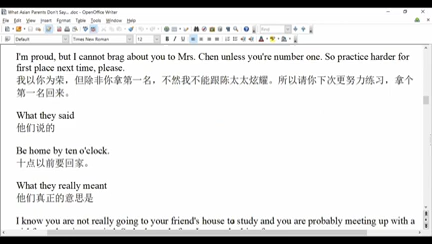 What Asian Parents Don't Say....doc - OpenOffice Writer
File Edit View Insert Format Table Tools Window Help
Default Times New Roman 12
I'm proud, but I cannot brag about you to Mrs. Chen unless you're number one. So practice harder for
first place next time, please.
我以你为荣，但除非你拿第一名，不然我不能跟陈太太炫耀。所以请你下次更努力练习，拿个
第一名回来。
What they said
他们说的
Be home by ten o'clock.
十点以前要回家。
What they really meant
他们真正的意思是
I know you are not really going to your friend's house to study and you are probably meeting up with a